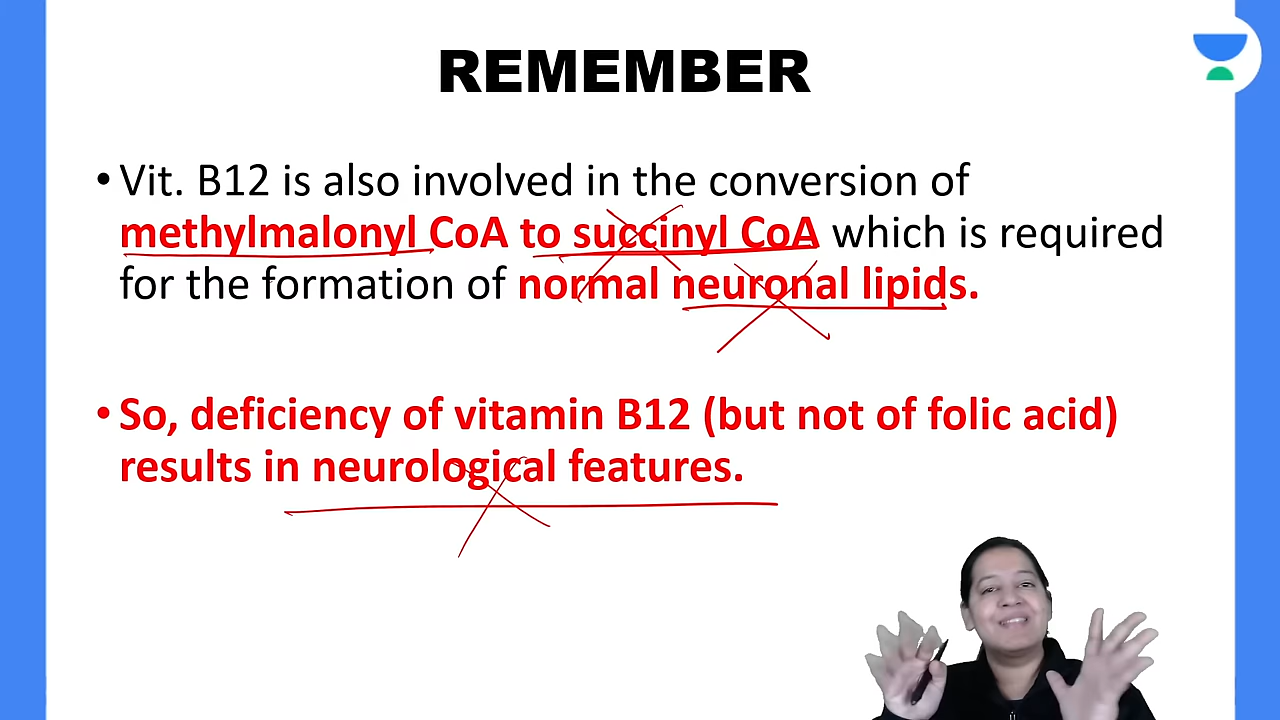 REMEMBER
• Vit. B12 is also involved in the conversion of
methylmalonyl CoA to succinyl CoA which is required
for the formation of normal neuronal lipids.
• So, deficiency of vitamin B12 (but not of folic acid)
results in neurological features.